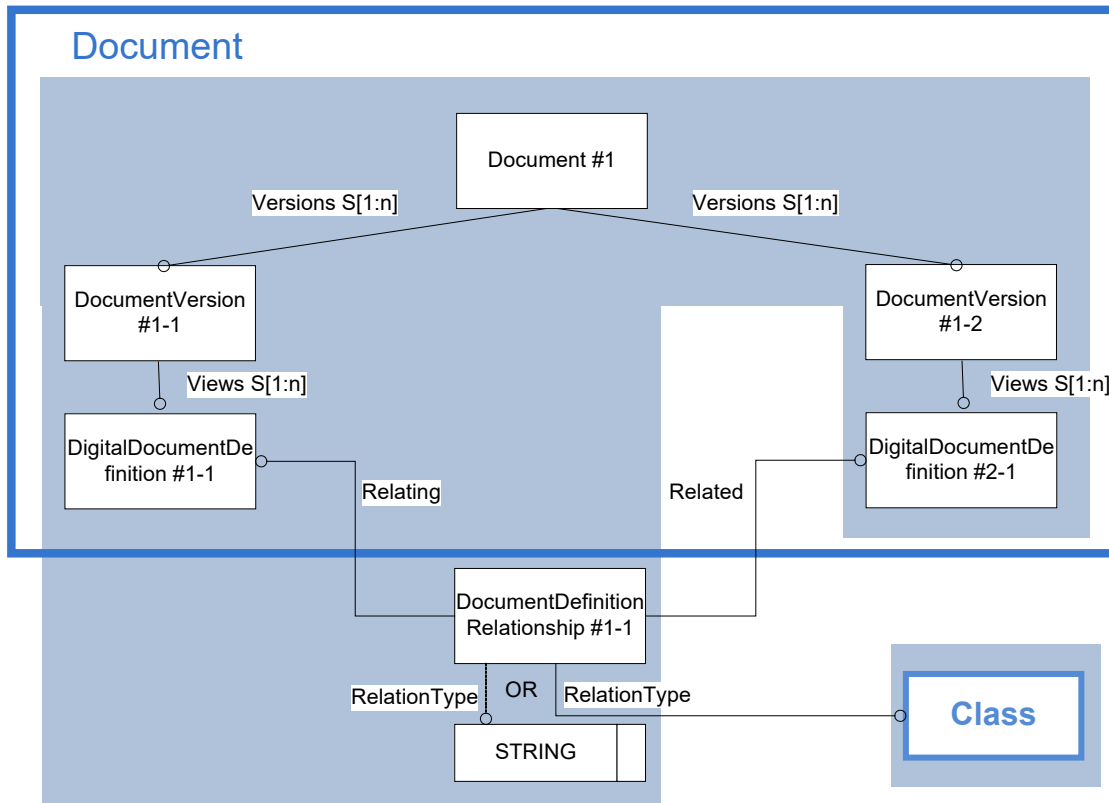 Document
Document #1
Versions S[1:n]
Versions S[1:n]
DocumentVersion
#1-1
DocumentVersion
#1-2
Views S[1:n]
Views S[1:n]
DigitalDocumentDe
finition #1-1
DigitalDocumentDe
finition #2-1
Relating
Related
DocumentDefinition
Relationship #1-1
RelationType
OR
RelationType
Class
STRING